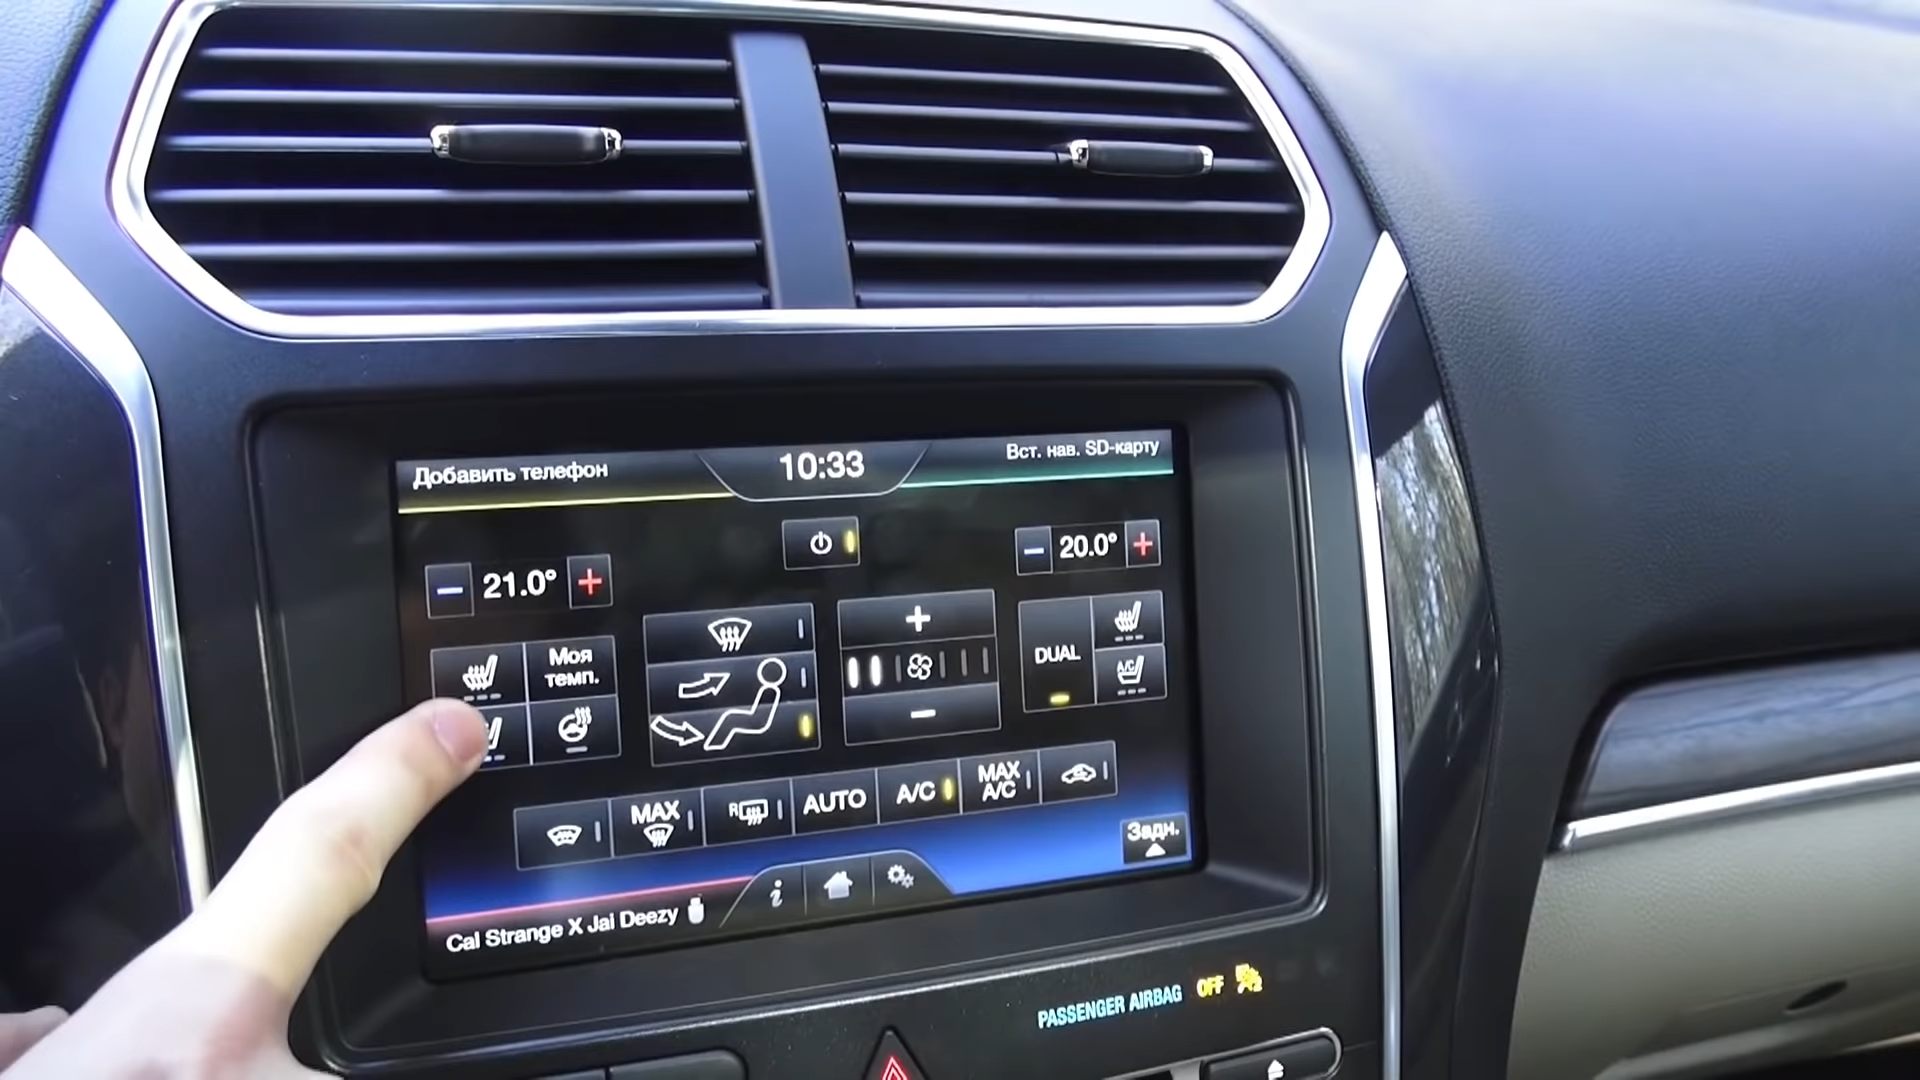 Добавить телефон
10:33
Вст. нав. SD-карту
21.0°
20.0°
Моя
темп.
DUAL
A/C
MAX
R
AUTO
A/C
MAX
A/C
Задн.
i
Cal Strange X Jai Deezy
PASSENGER AIRBAG OFF